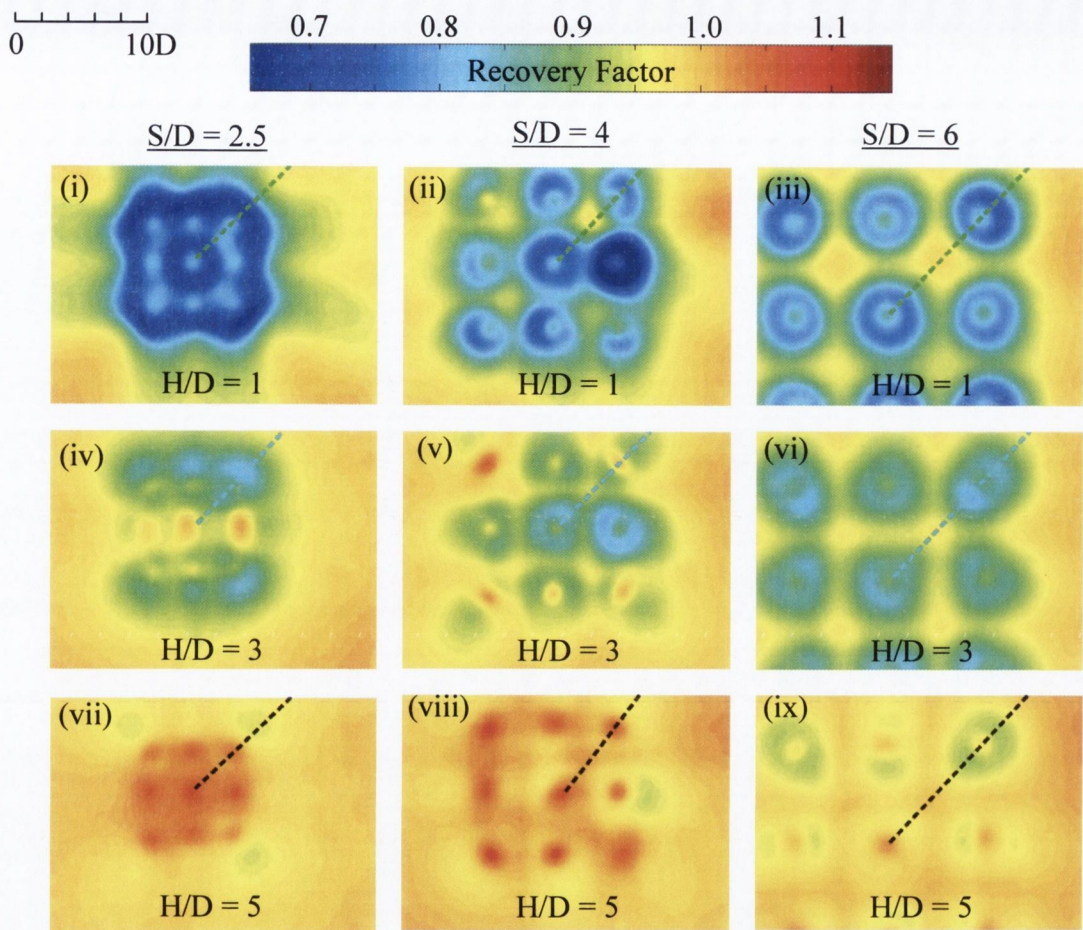 0 10D
0.7 0.8 0.9 1.0 1.1
Recovery Factor
S/D = 2.5 S/D = 4 S/D = 6
(i) (ii) (iii)
H/D = 1 H/D = 1 H/D = 1
(iv) (v) (vi)
H/D = 3 H/D = 3 H/D = 3
(vii) (viii) (ix)
H/D = 5 H/D = 5 H/D = 5